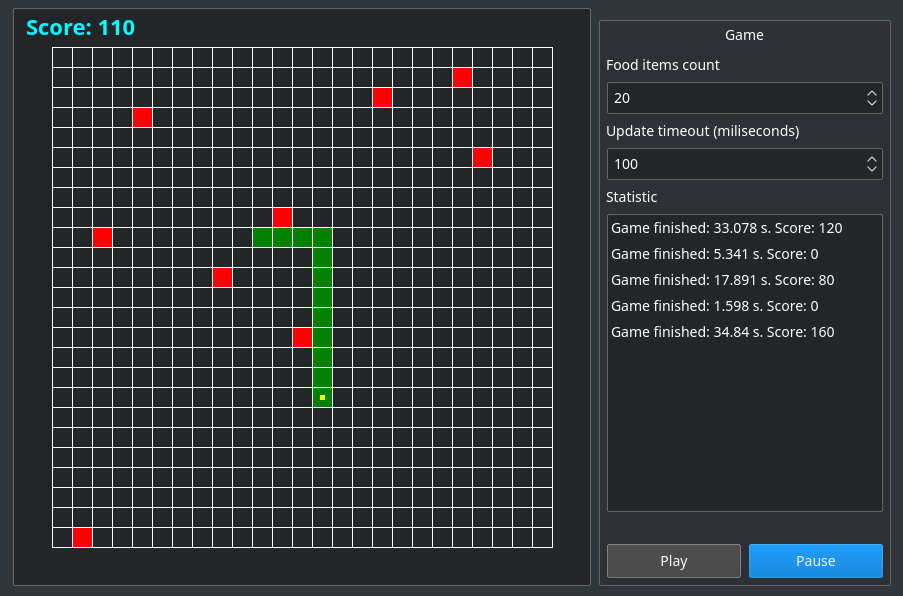 Score: 110
Game
Food items count
20
Update timeout (miliseconds)
100
Statistic
Game finished: 33.078 s. Score: 120
Game finished: 5.341 s. Score: 0
Game finished: 17.891 s. Score: 80
Game finished: 1.598 s. Score: 0
Game finished: 34.84 s. Score: 160
Play
Pause